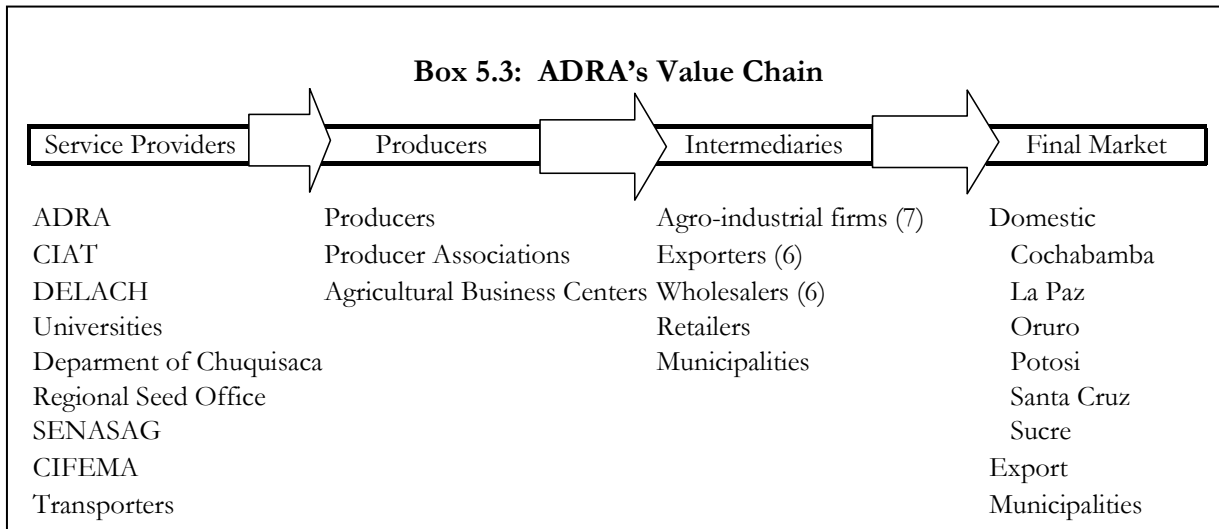 Box 5.3: ADRA's Value Chain
Service Providers
Producers
Intermediaries
Final Market
ADRA
CIAT
DELACH
Universities
Deparment of Chuquisaca
Regional Seed Office
SENASAG
CIFEMA
Transporters
Producers
Producer Associations
Agricultural Business Centers
Agro-industrial firms (7)
Exporters (6)
Wholesalers (6)
Retailers
Municipalities
Domestic
Cochabamba
La Paz
Oruro
Potosi
Santa Cruz
Sucre
Export
Municipalities